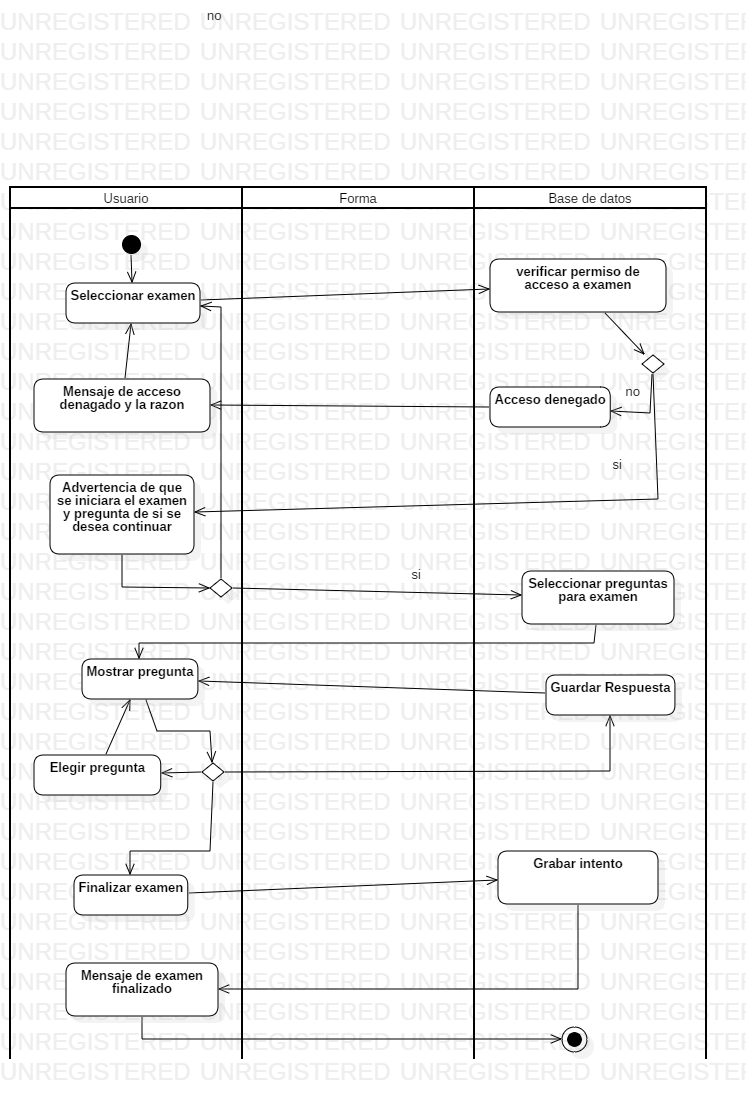 no
Usuario
Forma
Base de datos
verificar permiso de
acceso a examen
Seleccionar examen
Mensaje de acceso
denagado y la razon
Acceso denegado
no
si
Advertencia de que
se iniciara el examen
y pregunta de si se
desea continuar
si
Seleccionar preguntas
para examen
Mostrar pregunta
Guardar Respuesta
Elegir pregunta
Grabar intento
Finalizar examen
Mensaje de examen
finalizado
UNREGISTERED